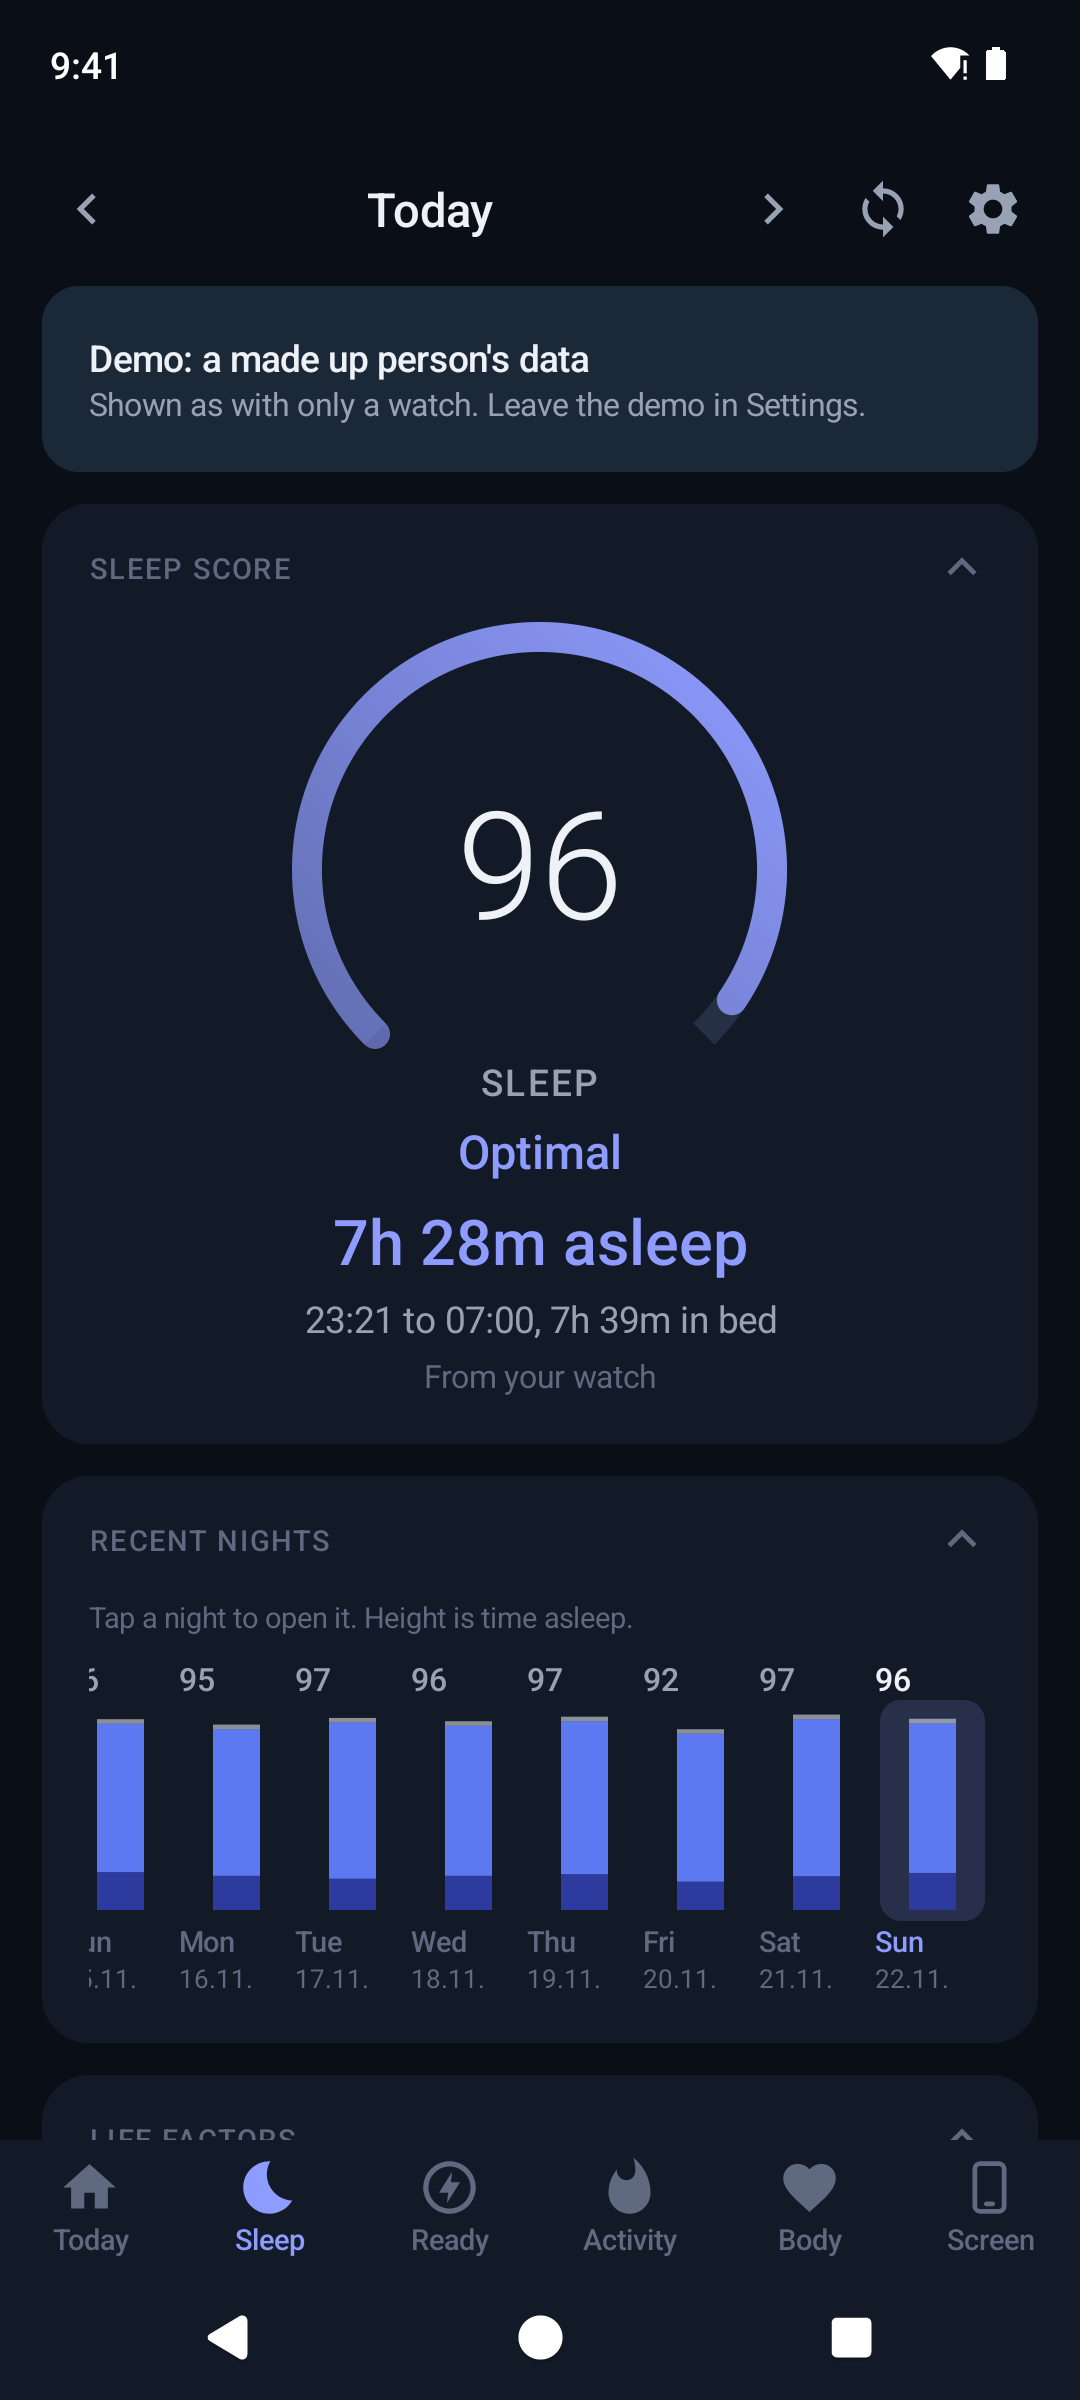 9:41
Today
Demo: a made up person's data
Shown as with only a watch. Leave the demo in Settings.
SLEEP SCORE
96
SLEEP
Optimal
7h 28m asleep
23:21 to 07:00, 7h 39m in bed
From your watch
RECENT NIGHTS
Tap a night to open it. Height is time asleep.
95 97 96 97 92 97 96
Mon Tue Wed Thu Fri Sat Sun
16.11. 17.11. 18.11. 19.11. 20.11. 21.11. 22.11.
LIFE FACTORS
Today Sleep Ready Activity Body Screen